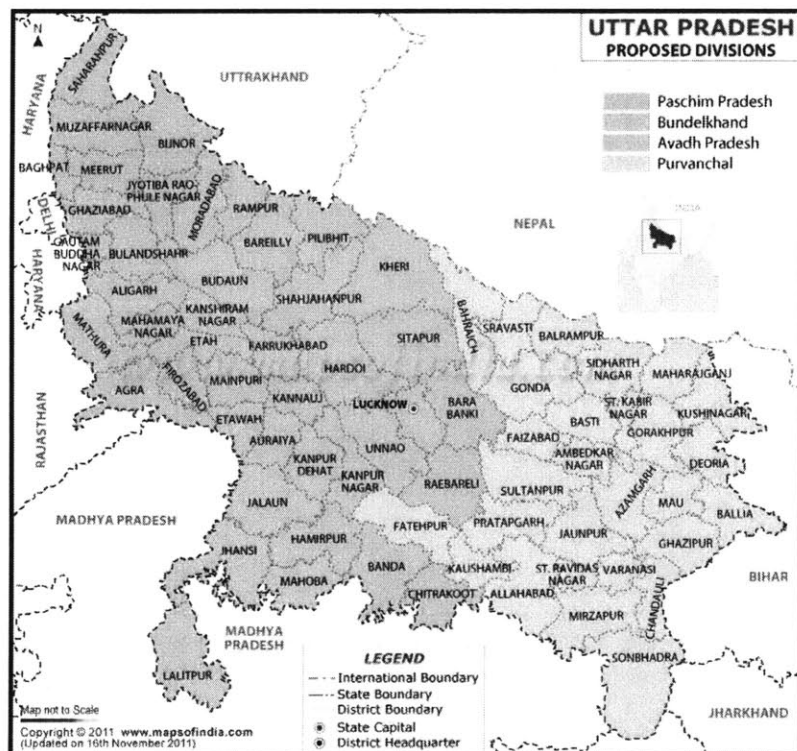 UTTAR PRADESH
PROPOSED DIVISIONS
N
Paschim Pradesh
Bundelkhand
Avadh Pradesh
Purvanchal
UTTRAKHAND
HARYANA
SAHARANPUR
MUZAFFARNAGAR
BIJNOR
BAGHPAT
MEERUT
JYOTIBA RAO
PHULE NAGAR
MORADABAD
RAMPUR
DELHI
GHAZIABAD
NEPAL
INDIA
GAUTAM
BUDDHA
NAGAR
BULANDSHAHR
BAREILLY
PILIBHIT
KHERI
HARYANA
ALIGARH
BUDAUN
SHAHJAHANPUR
BAHRAICH
SRAVASTI
BALRAMPUR
MATHURA
MAHAMAYA
NAGAR
KANSHIRAM
NAGAR
ETAH
FARRUKHABAD
SITAPUR
SIDHARTH
NAGAR
MAHARAJGANJ
HARDOI
GONDA
AGRA
FIROZABAD
MAINPURI
KANNAUJ
LUCKNOW
BARA
BANKI
BASTI
ST. KABIR
NAGAR
KUSHINAGAR
RAJASTHAN
ETAWAH
AURAIYA
UNNAO
FAIZABAD
GORAKHPUR
AMBEDKAR
NAGAR
DEORIA
KANPUR
DEHAT
KANPUR
NAGAR
RAEBARELI
SULTANPUR
AZAMGARH
MAU
BALLIA
JALAUN
MADHYA PRADESH
FATEHPUR
PRATAPGARH
JAUNPUR
GHAZIPUR
JHANSI
HAMIRPUR
MAHOBA
BANDA
KAUSHAMBI
ST. RAVIDAS
NAGAR
VARANASI
BIHAR
CHITRAKOOT
ALLAHABAD
MIRZAPUR
CHANDAULI
MADHYA
PRADESH
LALITPUR
SONBHADRA
JHARKHAND
LEGEND
International Boundary
State Boundary
District Boundary
State Capital
District Headquarter
Map not to Scale
Copyright © 2011 www.mapsofindia.com
(Updated on 16th November 2011)